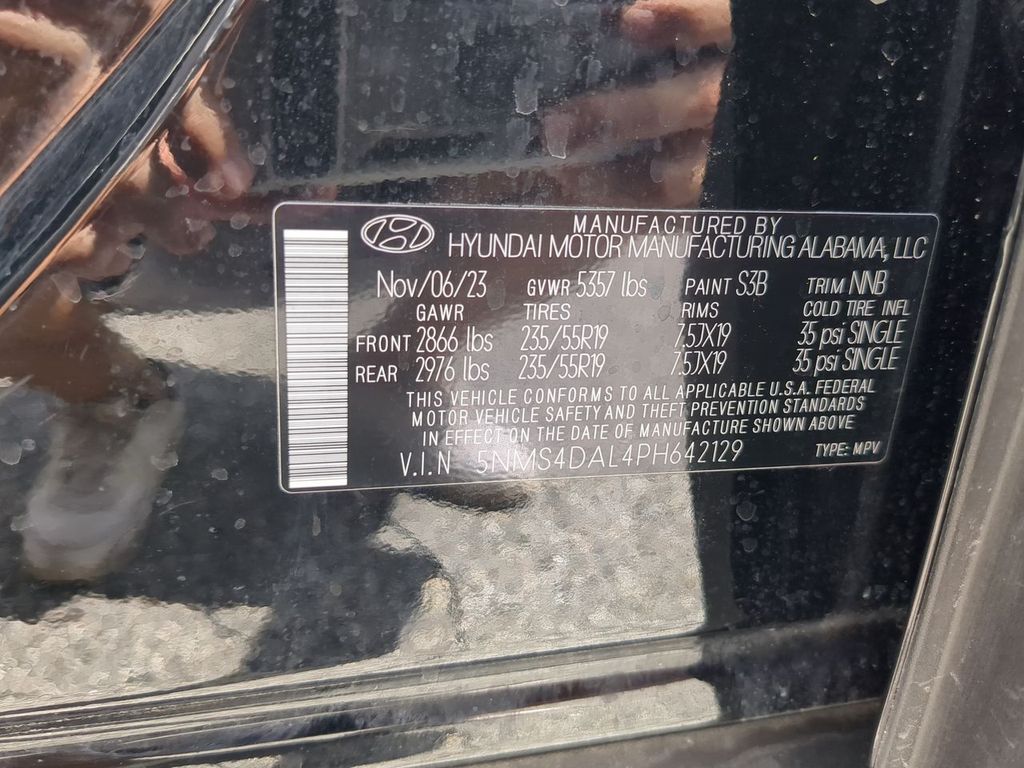 MANUFACTURED BY
HYUNDAI MOTOR MANUFACTURING ALABAMA, LLC
Nov/06/23 GVWR 5357 lbs PAINT S3B TRIM NNB
GAWR TIRES RIMS COLD TIRE INFL
FRONT 2866 lbs 235/55R19 7.5JX19 35 psi SINGLE
REAR 2976 lbs 235/55R19 7.5JX19 35 psi SINGLE
THIS VEHICLE CONFORMS TO ALL APPLICABLE U.S.A. FEDERAL
MOTOR VEHICLE SAFETY AND THEFT PREVENTION STANDARDS
IN EFFECT ON THE DATE OF MANUFACTURE SHOWN ABOVE
V.I.N 5NMS4DAL4PH642129 TYPE: MPV